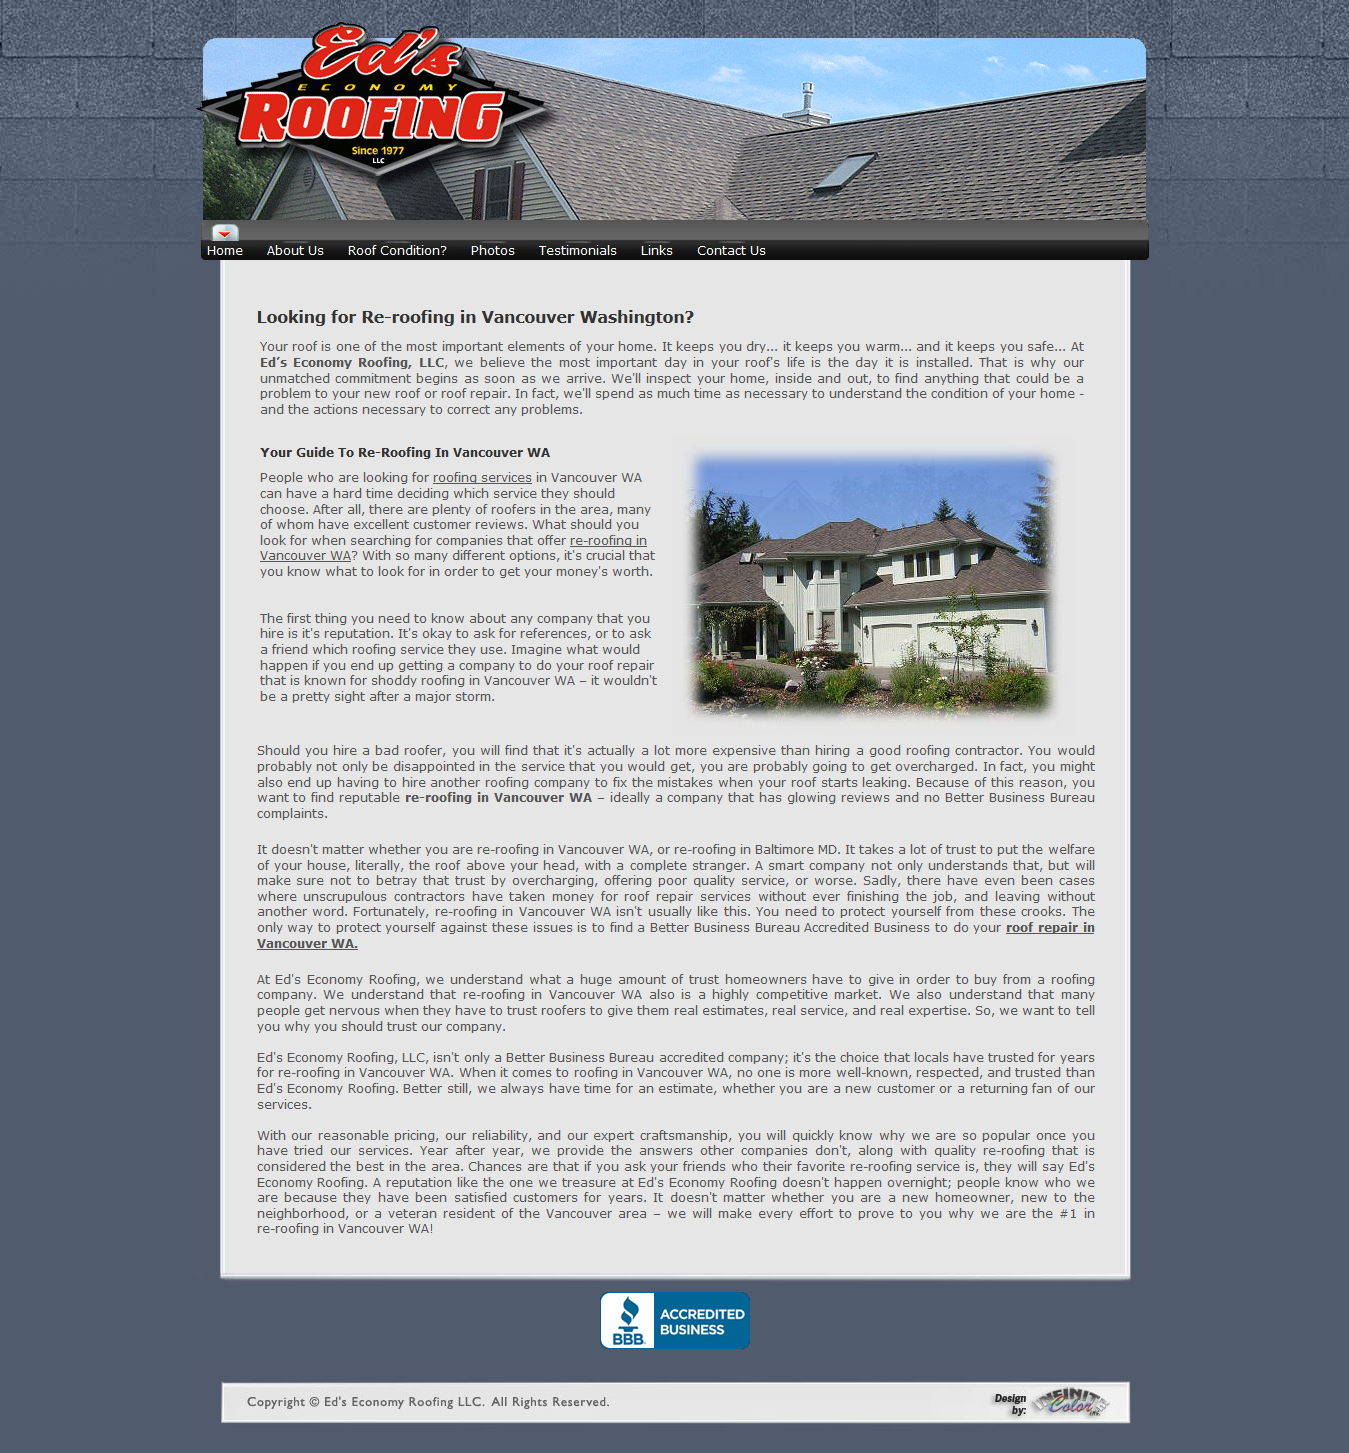 Ed's
ECONOMY
ROOFING
Since 1977
LLC
Home About Us Roof Condition? Photos Testimonials Links Contact Us
Looking for Re-roofing in Vancouver Washington?
Your roof is one of the most important elements of your home. It keeps you dry... it keeps you warm... and it keeps you safe... At
Ed's Economy Roofing, LLC, we believe the most important day in your roof's life is the day it is installed. That is why our
unmatched commitment begins as soon as we arrive. We'll inspect your home, inside and out, to find anything that could be a
problem to your new roof or roof repair. In fact, we'll spend as much time as necessary to understand the condition of your home -
and the actions necessary to correct any problems.
Your Guide To Re-Roofing In Vancouver WA
People who are looking for roofing services in Vancouver WA
can have a hard time deciding which service they should
choose. After all, there are plenty of roofers in the area, many
of whom have excellent customer reviews. What should you
look for when searching for companies that offer re-roofing in
Vancouver WA? With so many different options, it's crucial that
you know what to look for in order to get your money's worth.
The first thing you need to know about any company that you
hire is it's reputation. It's okay to ask for references, or to ask
a friend which roofing service they use. Imagine what would
happen if you end up getting a company to do your roof repair
that is known for shoddy roofing in Vancouver WA – it wouldn't
be a pretty sight after a major storm.
Should you hire a bad roofer, you will find that it's actually a lot more expensive than hiring a good roofing contractor. You would
probably not only be disappointed in the service that you would get, you are probably going to get overcharged. In fact, you might
also end up having to hire another roofing company to fix the mistakes when your roof starts leaking. Because of this reason, you
want to find reputable re-roofing in Vancouver WA – ideally a company that has glowing reviews and no Better Business Bureau
complaints.
It doesn't matter whether you are re-roofing in Vancouver WA, or re-roofing in Baltimore MD. It takes a lot of trust to put the welfare
of your house, literally, the roof above your head, with a complete stranger. A smart company not only understands that, but will
make sure not to betray that trust by overcharging, offering poor quality service, or worse. Sadly, there have even been cases
where unscrupulous contractors have taken money for roof repair services without ever finishing the job, and leaving without
another word. Fortunately, re-roofing in Vancouver WA isn't usually like this. You need to protect yourself from these crooks. The
only way to protect yourself against these issues is to find a Better Business Bureau Accredited Business to do your roof repair in
Vancouver WA.
At Ed's Economy Roofing, we understand what a huge amount of trust homeowners have to give in order to buy from a roofing
company. We understand that re-roofing in Vancouver WA also is a highly competitive market. We also understand that many
people get nervous when they have to trust roofers to give them real estimates, real service, and real expertise. So, we want to tell
you why you should trust our company.
Ed's Economy Roofing, LLC, isn't only a Better Business Bureau accredited company; it's the choice that locals have trusted for years
for re-roofing in Vancouver WA. When it comes to roofing in Vancouver WA, no one is more well-known, respected, and trusted than
Ed's Economy Roofing. Better still, we always have time for an estimate, whether you are a new customer or a returning fan of our
services.
With our reasonable pricing, our reliability, and our expert craftsmanship, you will quickly know why we are so popular once you
have tried our services. Year after year, we provide the answers other companies don't, along with quality re-roofing that is
considered the best in the area. Chances are that if you ask your friends who their favorite re-roofing service is, they will say Ed's
Economy Roofing. A reputation like the one we treasure at Ed's Economy Roofing doesn't happen overnight; people know who we
are because they have been satisfied customers for years. It doesn't matter whether you are a new homeowner, new to the
neighborhood, or a veteran resident of the Vancouver area – we will make every effort to prove to you why we are the #1 in
re-roofing in Vancouver WA!
BBB. ACCREDITED
BUSINESS
Copyright © Ed's Economy Roofing LLC. All Rights Reserved.
Design
by:
INFINITE
Color